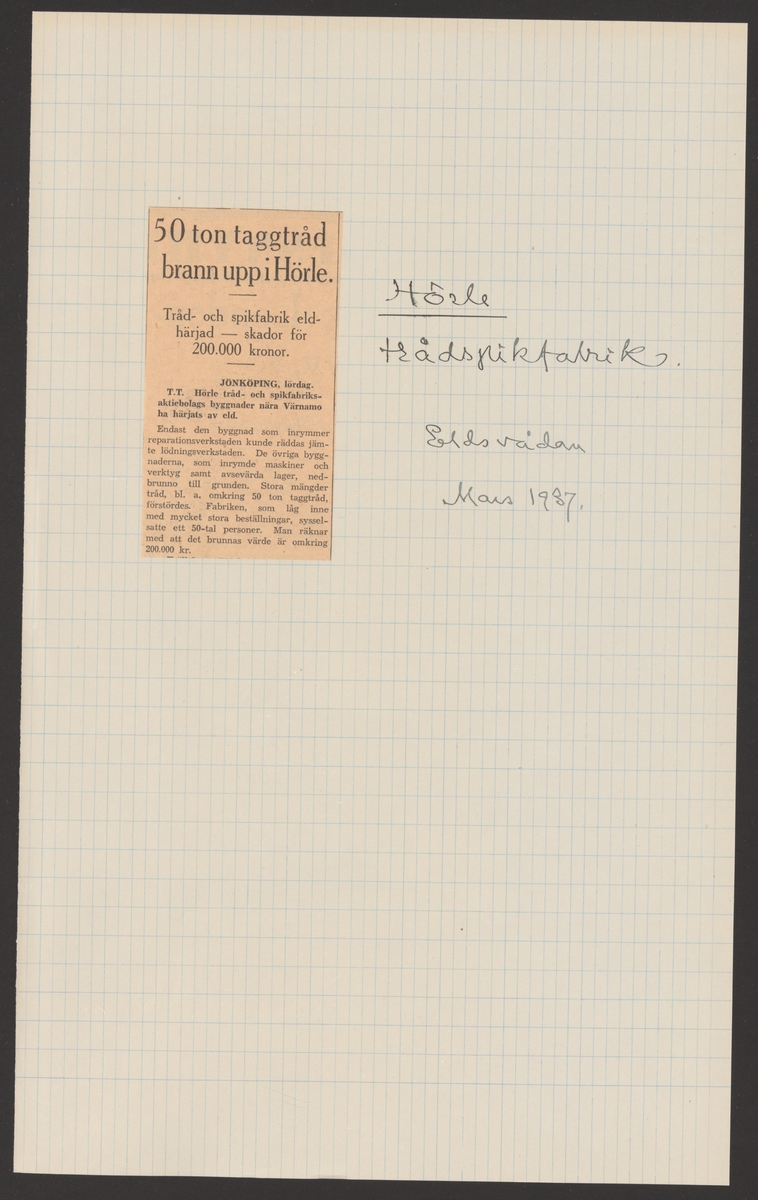 50 ton taggtråd
brann upp i Hörle.
Tråd- och spikfabrik eld-
härjad — skador för
200.000 kronor.
JÖNKÖPING, lördag.
T.T. Hörle tråd- och spikfabriks-
aktiebolags byggnader nära Värnamo
ha härjats av eld.
Endast den byggnad som inrymmer
reparationsverkstaden kunde räddas jäm-
te lödningsverkstaden. De övriga bygg-
naderna, som inrymde maskiner och
verktyg samt avsevärda lager, ned-
brunno till grunden. Stora mängder
tråd, bl. a. omkring 50 ton taggtråd,
förstördes. Fabriken, som låg inne
med mycket stora beställningar, syssel-
satte ett 50-tal personer. Man räknar
med att det brunnas värde är omkring
200.000 kr.
Hörle
trådspikfabrik.
Eldsvådan
Mars 1937.